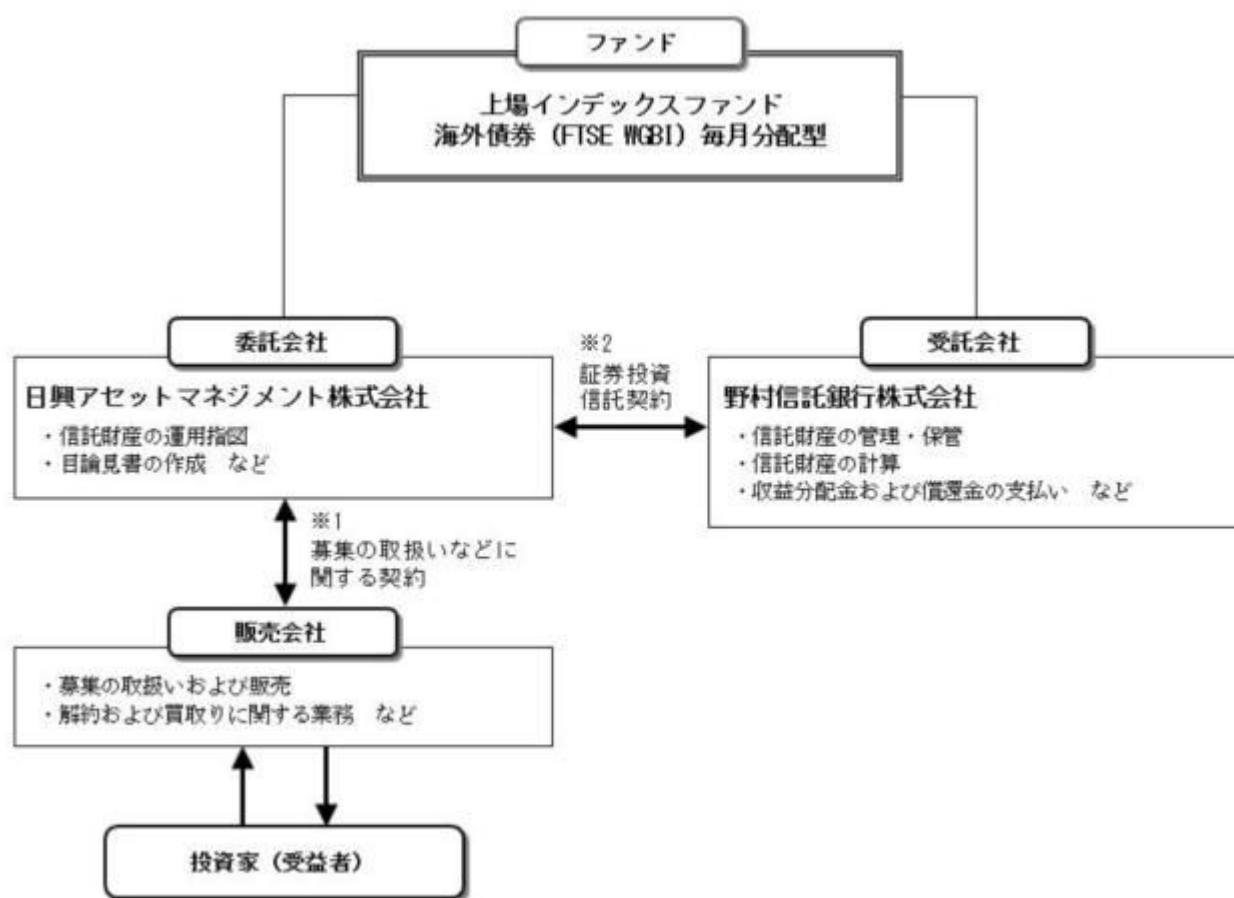 ファンド
上場インデックスファンド
海外債券（FTSE WGBI）毎月分配型
委託会社
日興アセットマネジメント株式会社
・信託財産の運用指図
・目論見書の作成　など
※2
証券投資
信託契約
受託会社
野村信託銀行株式会社
・信託財産の管理・保管
・信託財産の計算
・収益分配金および償還金の支払い　など
※1
募集の取扱いなどに
関する契約
販売会社
・募集の取扱いおよび販売
・解約および買取りに関する業務　など
投資家（受益者）